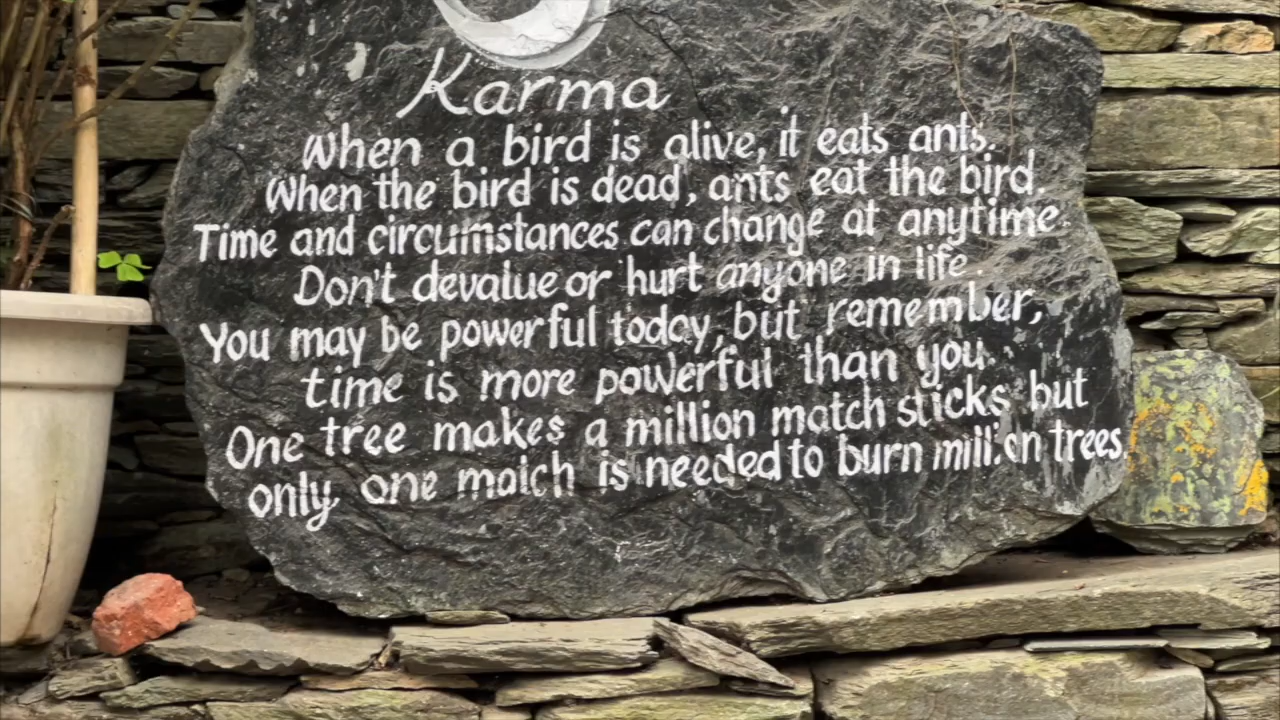 Karma
When a bird is alive, it eats ants.
When the bird is dead, ants eat the bird.
Time and circumstances can change at anytime.
Don't devalue or hurt anyone in life.
You may be powerful today, but remember,
time is more powerful than you.
One tree makes a million match sticks but
only one match is needed to burn million trees.